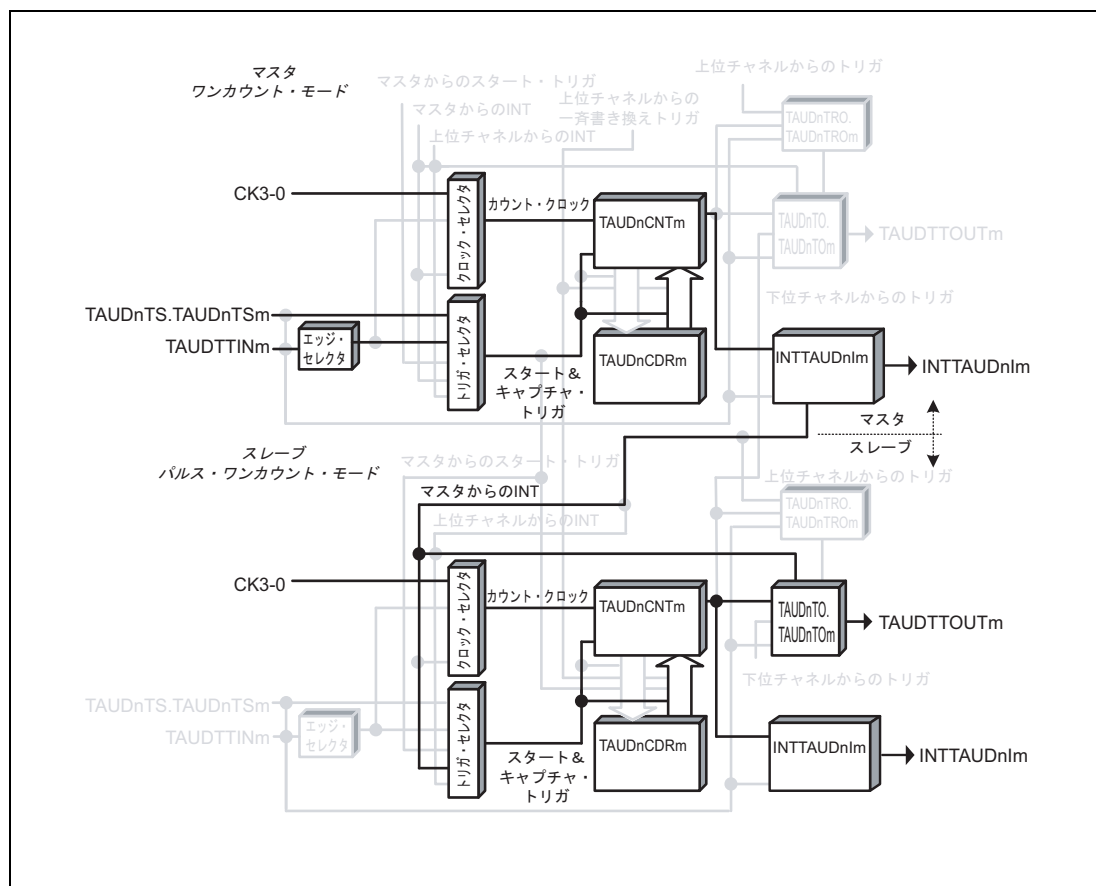 マスタ
ワンカウント・モード
マスタからのスタート・トリガ
マスタからのINT
上位チャネルからのINT
上位チャネルからの
一斉書き換えトリガ
上位チャネルからのトリガ
TAUDnTRO.
TAUDnTROm
CK3-0
クロック・セレクタ
カウント・クロック
TAUDnCNTm
TAUDnTO.
TAUDnTOm
TAUDTTOUTm
下位チャネルからのトリガ
TAUDnTS.TAUDnTSm
TAUDTTINm
エッジ・
セレクタ
トリガ・セレクタ
スタート&
キャプチャ・
トリガ
TAUDnCDRm
INTTAUDnIm
INTTAUDnIm
マスタ
スレーブ
スレーブ
パルス・ワンカウント・モード
マスタからのスタート・トリガ
マスタからのINT
上位チャネルからのINT
上位チャネルからのトリガ
TAUDnTRO.
TAUDnTROm
CK3-0
クロック・セレクタ
カウント・クロック
TAUDnCNTm
TAUDnTO.
TAUDnTOm
TAUDTTOUTm
下位チャネルからのトリガ
TAUDnTS.TAUDnTSm
TAUDTTINm
エッジ・
セレクタ
トリガ・セレクタ
スタート&
キャプチャ・
トリガ
TAUDnCDRm
INTTAUDnIm
INTTAUDnIm